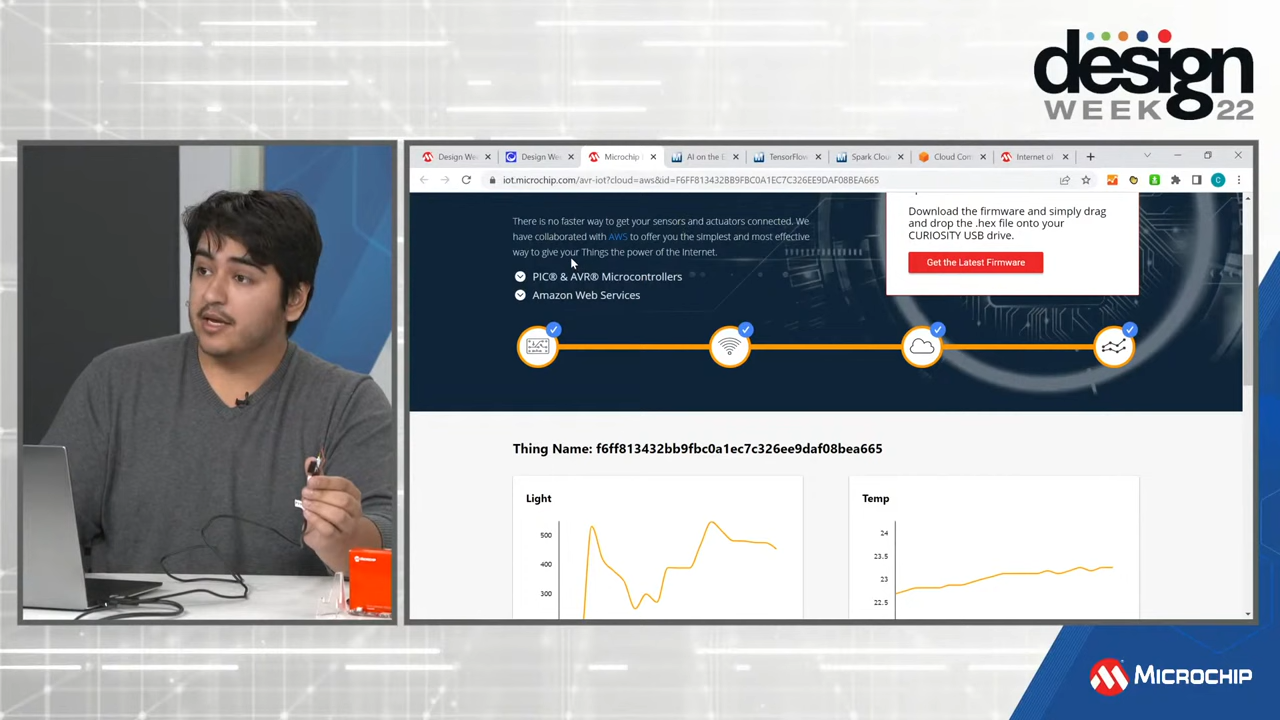 design
WEEK 22
Design We
Design Wee
Microchip
AI on the E
TensorFlow
Spark Clou
Cloud Com
Internet of
iot.microchip.com/avr-iot?cloud=aws&id=F6FF813432BB9FBC0A1EC7C326EE9DAF08BEA665
C
There is no faster way to get your sensors and actuators connected. We
have collaborated with AWS to offer you the simplest and most effective
way to give your Things the power of the Internet.
PIC® & AVR® Microcontrollers
Amazon Web Services
Download the firmware and simply drag
and drop the .hex file onto your
CURIOSITY USB drive.
Get the Latest Firmware
Thing Name: f6ff813432bb9fbc0a1ec7c326ee9daf08bea665
Light
500
400
300
Temp
24
23.5
23
22.5
MICROCHIP
MICROCHIP